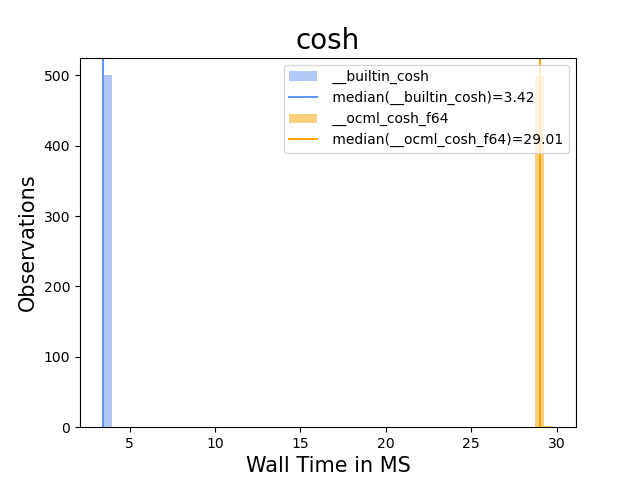 cosh
Observations
500
400
300
200
100
0
__builtin_cosh
median(__builtin_cosh)=3.42
__ocml_cosh_f64
median(__ocml_cosh_f64)=29.01
5 10 15 20 25 30
Wall Time in MS